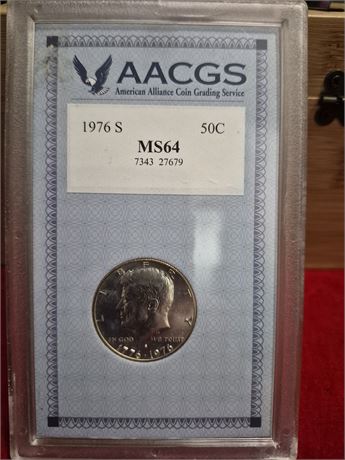 AACGS
American Alliance Coin Grading Service
1976 S 50C
MS64
7343 27679
LIBERTY
IN GOD WE TRUST
1776·1976